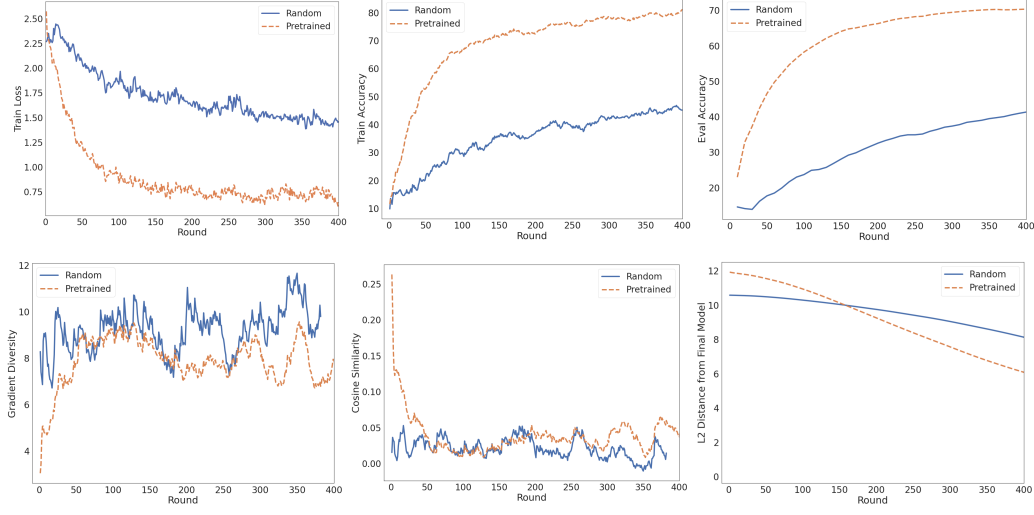 2.50
2.25
2.00
1.75
1.50
1.25
1.00
0.75
Train Loss
Random
Pretrained
0 50 100 150 200 250 300 350 400
Round
80
70
60
50
40
30
20
10
Train Accuracy
Random
Pretrained
0 50 100 150 200 250 300 350 400
Round
70
60
50
40
30
20
Eval Accuracy
Random
Pretrained
0 50 100 150 200 250 300 350 400
Round
12
10
8
6
4
Gradient Diversity
Random
Pretrained
0 50 100 150 200 250 300 350 400
Round
0.25
0.20
0.15
0.10
0.05
0.00
Cosine Similarity
Random
Pretrained
0 50 100 150 200 250 300 350 400
Round
12
10
8
6
4
2
0
L2 Distance from Final Model
Random
Pretrained
0 50 100 150 200 250 300 350 400
Round